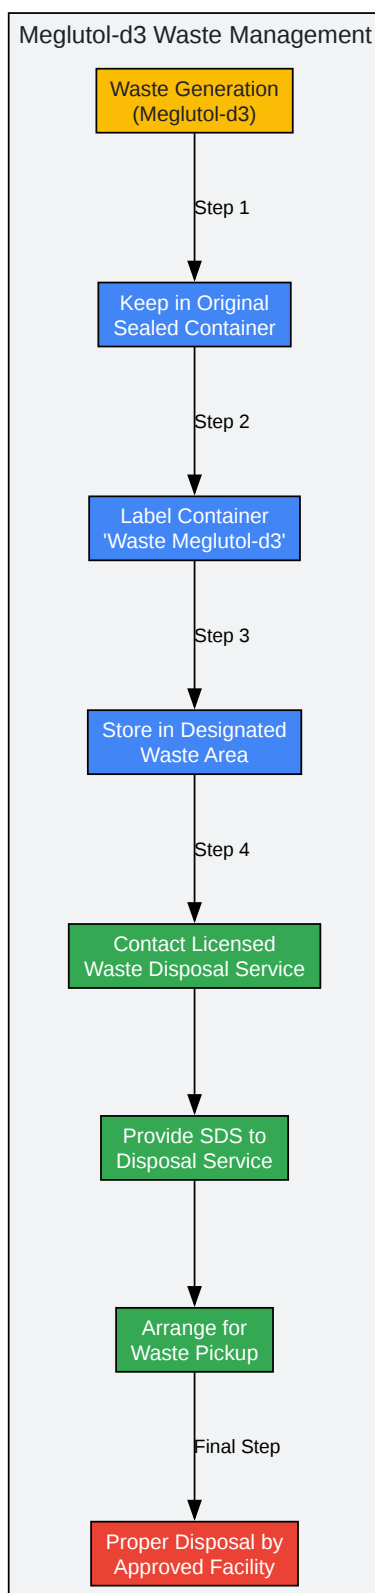 Meglutol-d3 Waste Management
Waste Generation
(Meglutol-d3)
Step 1
Keep in Original
Sealed Container
Step 2
Label Container
'Waste Meglutol-d3'
Step 3
Store in Designated
Waste Area
Step 4
Contact Licensed
Waste Disposal Service
Provide SDS to
Disposal Service
Arrange for
Waste Pickup
Final Step
Proper Disposal by
Approved Facility